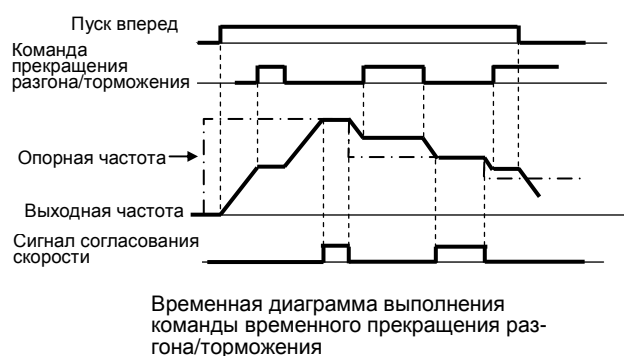 Пуск вперед
Команда
прекращения
разгона/торможения
Опорная частота
Выходная частота
Сигнал согласования
скорости
Временная диаграмма выполнения
команды временного прекращения раз-
гона/торможения